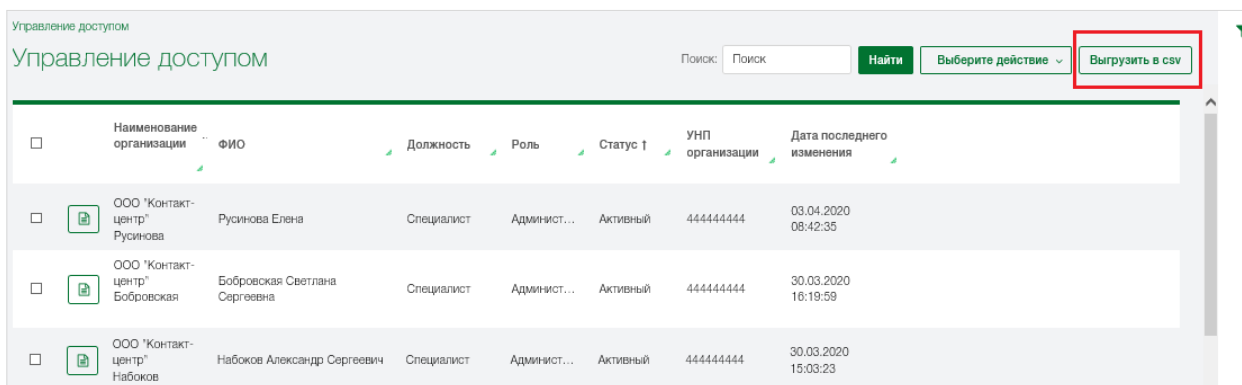 Управление доступом
Управление доступом
Поиск: Поиск Найти Выберите действие Выгрузить в csv
Наименование организации ФИО Должность Роль Статус ↑ УНП организации Дата последнего изменения
ООО "Контакт-
центр"
Русинова
Русинова Елена Специалист Админист... Активный 444444444 03.04.2020
08:42:35
ООО "Контакт-
центр"
Бобровская
Бобровская Светлана
Сергеевна
Специалист Админист... Активный 444444444 30.03.2020
16:19:59
ООО "Контакт-
центр"
Набоков
Набоков Александр Сергеевич Специалист Админист... Активный 444444444 30.03.2020
15:03:23